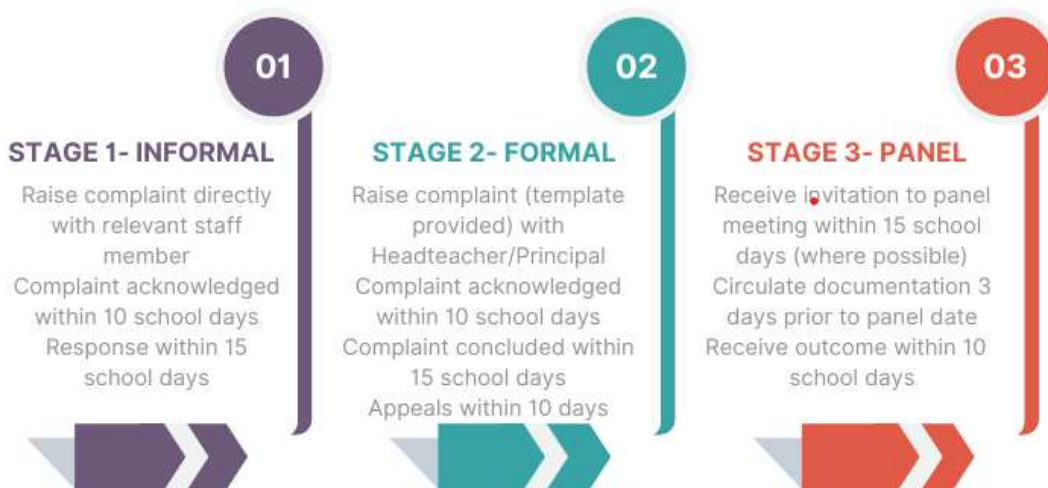 01
STAGE 1- INFORMAL
Raise complaint directly
with relevant staff
member
Complaint acknowledged
within 10 school days
Response within 15
school days
02
STAGE 2- FORMAL
Raise complaint (template
provided) with
Headteacher/Principal
Complaint acknowledged
within 10 school days
Complaint concluded within
15 school days
Appeals within 10 days
03
STAGE 3- PANEL
Receive invitation to panel
meeting within 15 school
days (where possible)
Circulate documentation 3
days prior to panel date
Receive outcome within 10
school days